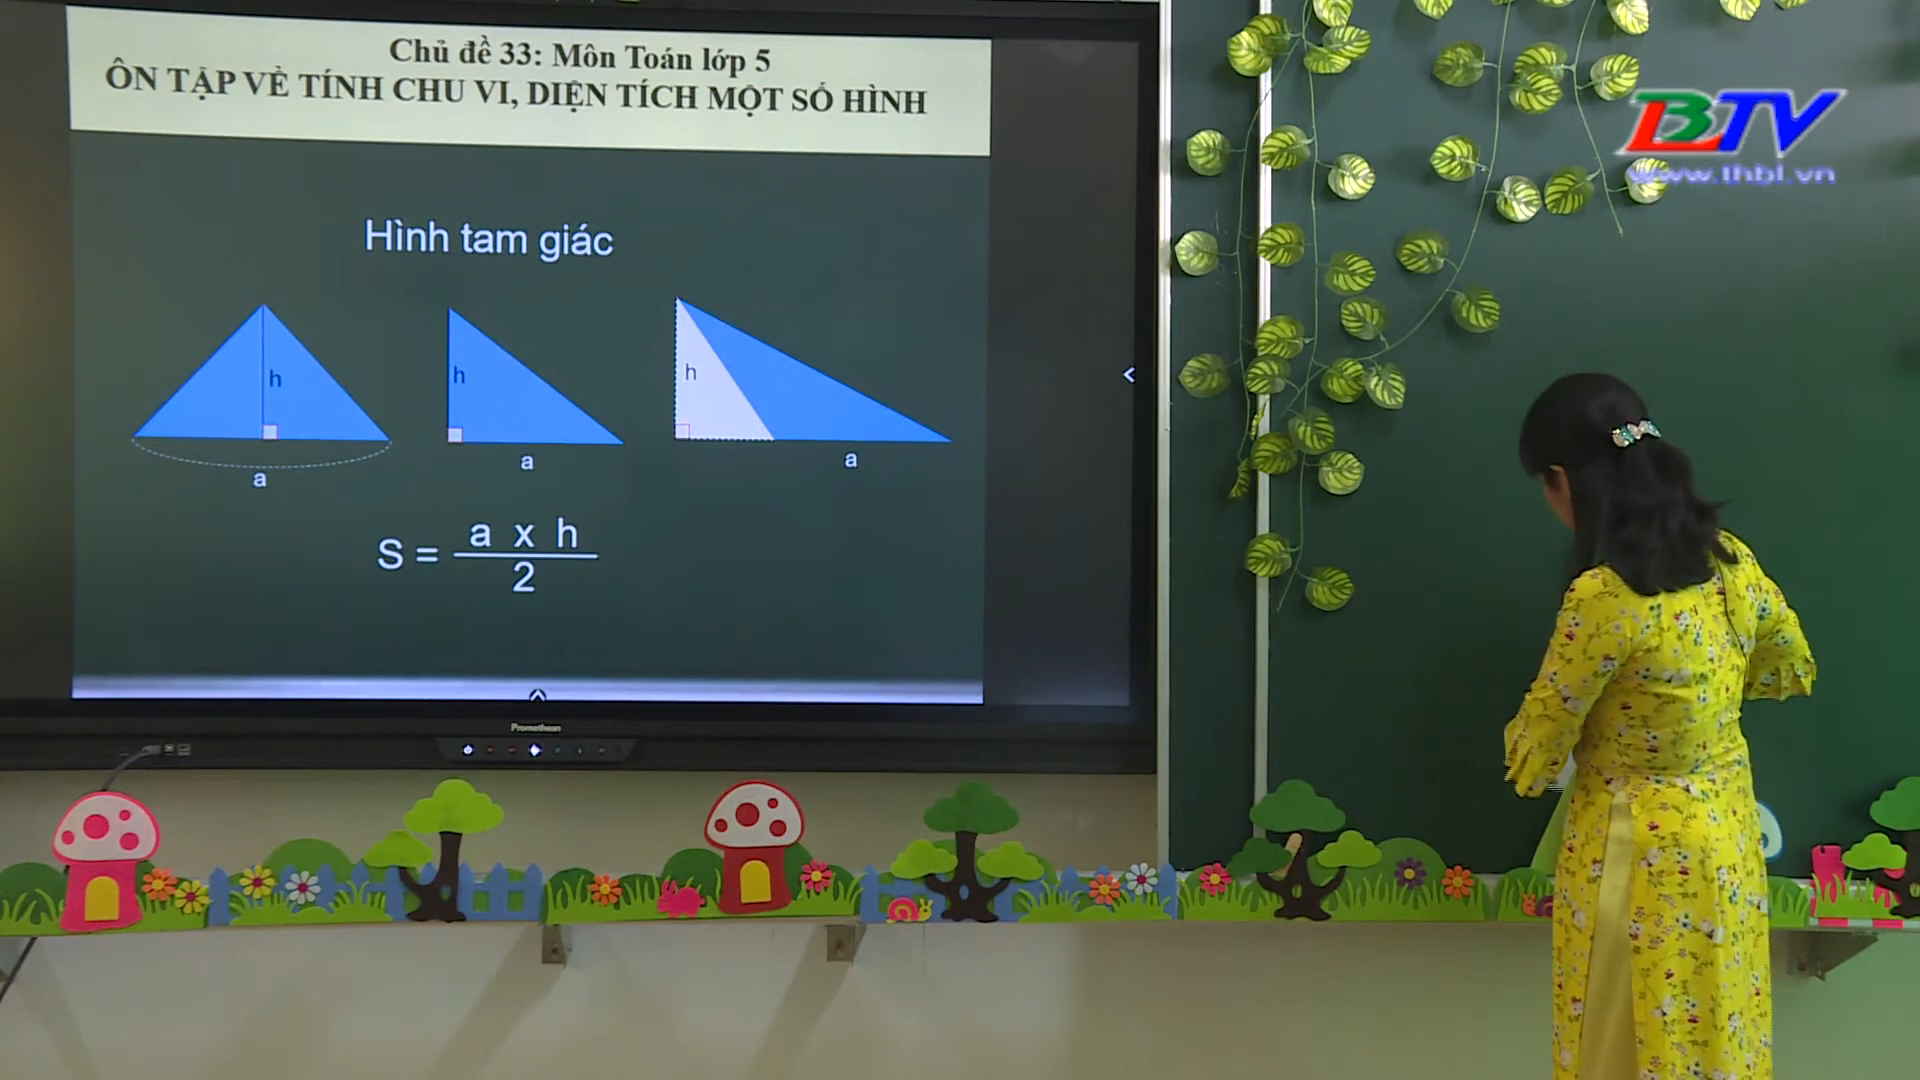 Chủ đề 33: Môn Toán lớp 5
ÔN TẬP VỀ TÍNH CHU VI, DIỆN TÍCH MỘT SỐ HÌNH
BTV
www.thbl.vn
Hình tam giác
h
h
h
a
a
a
S = a x h
2
Promethean